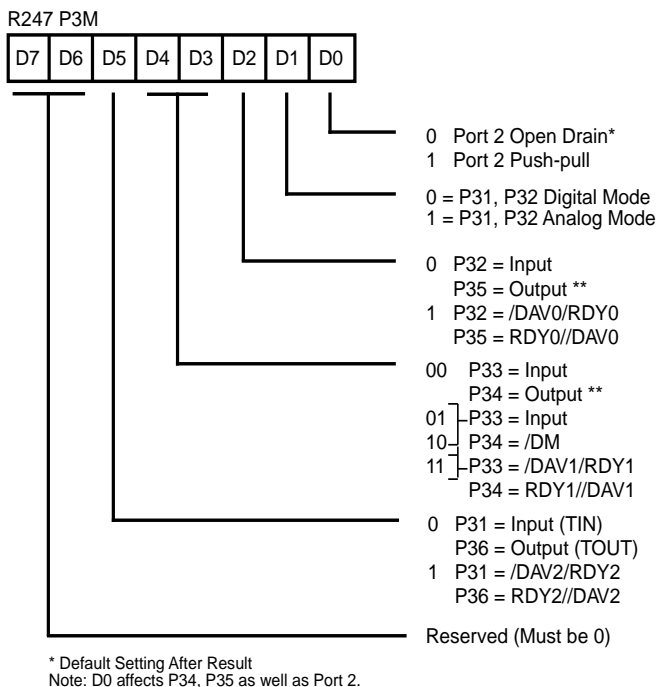 R247 P3M
D7 D6 D5 D4 D3 D2 D1 D0
0 Port 2 Open Drain*
1 Port 2 Push-pull
0 = P31, P32 Digital Mode
1 = P31, P32 Analog Mode
0 P32 = Input
P35 = Output **
1 P32 = /DAV0/RDY0
P35 = RDY0//DAV0
00 P33 = Input
P34 = Output **
01 P33 = Input
10 P34 = /DM
11 P33 = /DAV1/RDY1
P34 = RDY1//DAV1
0 P31 = Input (TIN)
P36 = Output (TOUT)
1 P31 = /DAV2/RDY2
P36 = RDY2//DAV2
Reserved (Must be 0)
* Default Setting After Result
Note: D0 affects P34, P35 as well as Port 2.